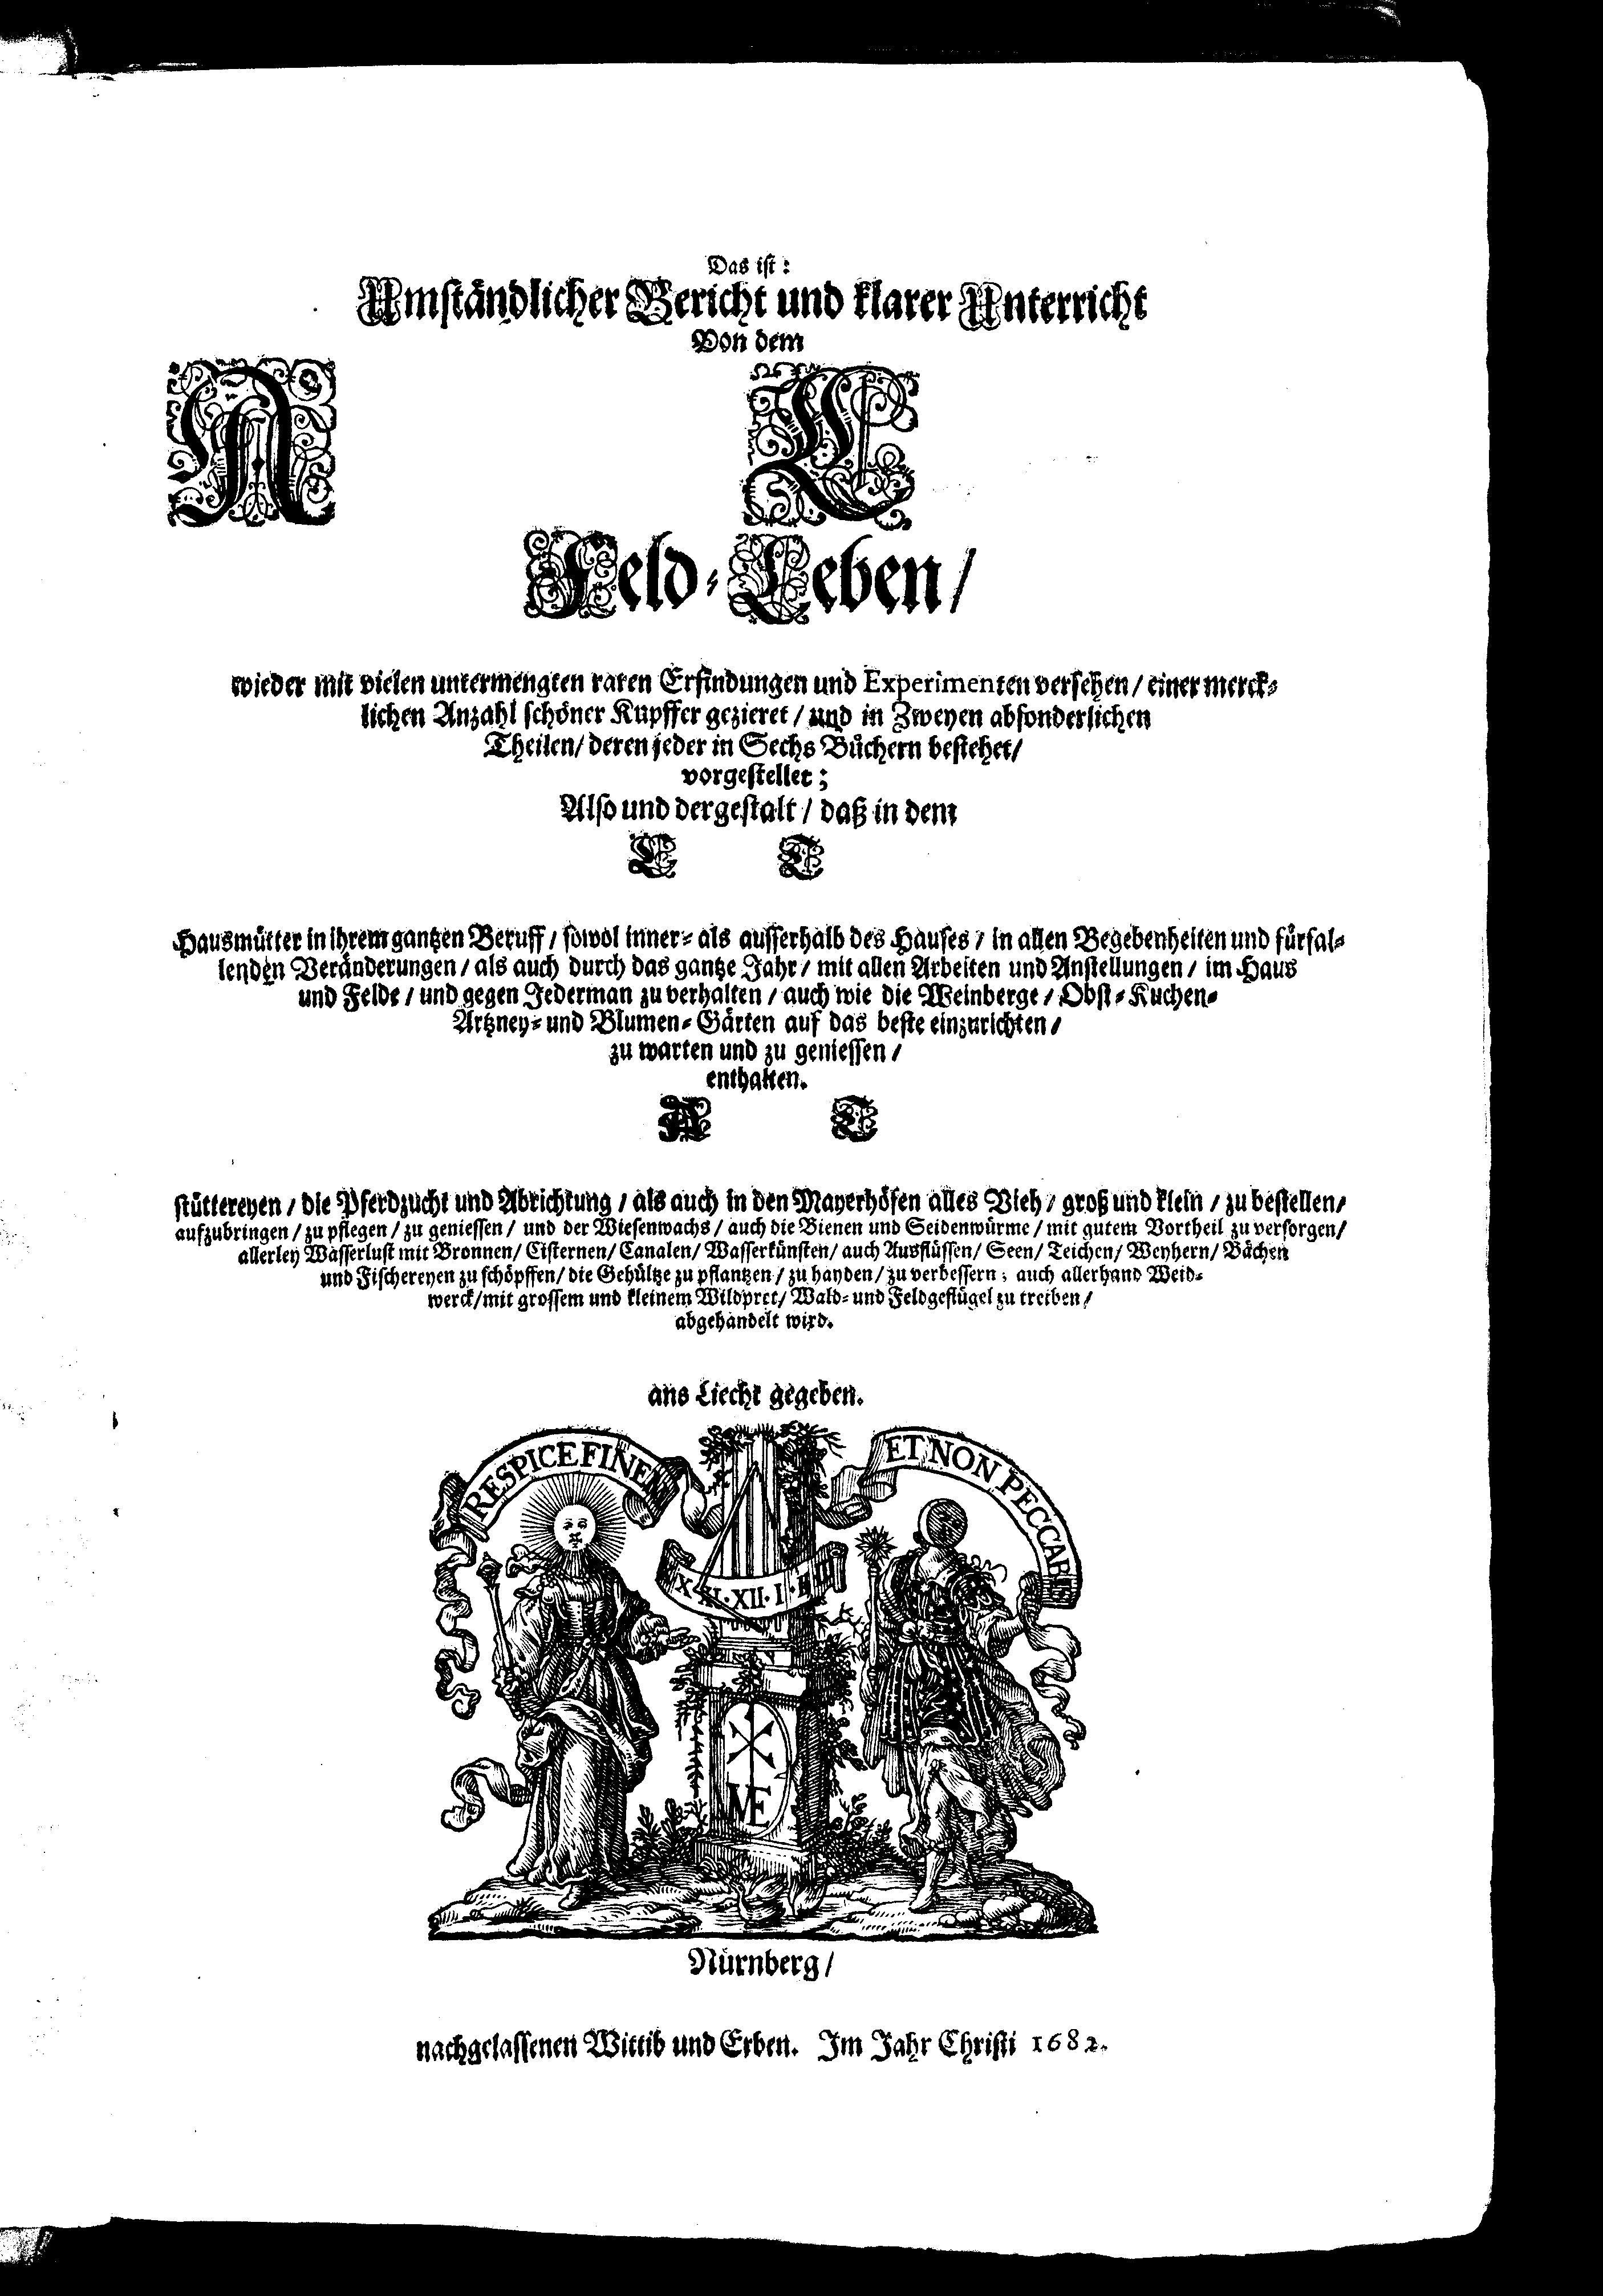 Das ist:
Umständlicher Bericht und klarer Unterricht
Von dem
A L
Feld-Leben/
wieder mit vielen untermengten raren Erfindungen und Experimenten versehen/ einer merck-
lichen Anzahl schöner Kupffer gezieret/ und in Zweyen absonderlichen
Theilen/ deren jeder in Sechs Büchern bestehet/
vorgestellet;
Also und dergestalt/ daß in dem
E T
Hausmütter in ihrem gantzen Beruff/ sowol inner- als ausserhalb des Hauses/ in allen Begebenheiten und fürfal-
lenden Veränderungen/ als auch durch das gantze Jahr/ mit allen Arbeiten und Anstellungen/ im Haus
und Felde/ und gegen Jederman zu verhalten/ auch wie die Weinberge/ Obst- Kuchen-
Artzney- und Blumen-Gärten auf das beste einzurichten/
zu warten und zu geniessen/
enthalten.
A T
stüttereyen/ die Pferdzucht und Abrichtung/ als auch in den Mayerhöfen alles Vieh/ groß und klein/ zu bestellen/
aufzubringen/ zu pflegen/ zu geniessen/ und der Wiesenwachs/ auch die Bienen und Seidenwürme/ mit gutem Vortheil zu versorgen/
allerley Wasserlust mit Bronnen/ Cisternen/ Canalen/ Wasserkünsten/ auch Ausflüssen/ Seen/ Teichen/ Weyhern/ Bächen
und Fischereyen zu schöpffen/ die Gehültze zu pflantzen/ zu hayden/ zu verbessern; auch allerhand Weid-
werck/ mit grossem und kleinem Wildpret/ Wald- und Feldgeflügel zu treiben/
abgehandelt wird.
ans Liecht gegeben.
RESPICE FINEM ET NON PECCABIS
X·XI·XII·I·II·III
MF
Nürnberg/
nachgelassenen Wittib und Erben. Im Jahr Christi 1682.